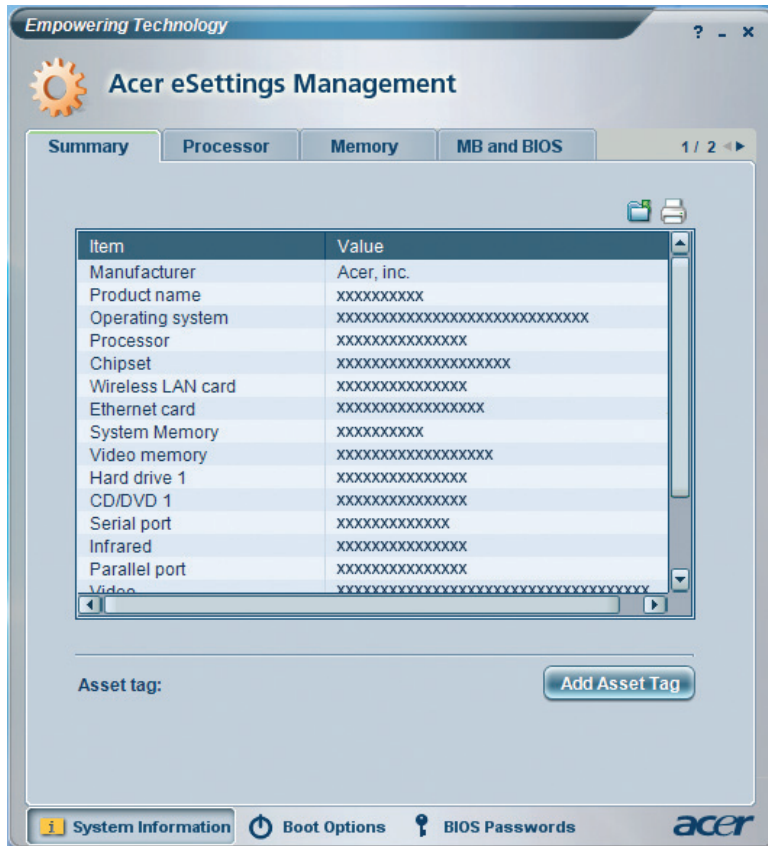 Empowering Technology
? - x
Acer eSettings Management
Summary Processor Memory MB and BIOS 1 / 2
Item Value
Manufacturer Acer, inc.
Product name xxxxxxxxxx
Operating system xxxxxxxxxxxxxxxxxxxxxxxxxxxxx
Processor xxxxxxxxxxxxxxx
Chipset xxxxxxxxxxxxxxxxxxxx
Wireless LAN card xxxxxxxxxxxxxxx
Ethernet card xxxxxxxxxxxxxxxxx
System Memory xxxxxxxxxx
Video memory xxxxxxxxxxxxxxxxxx
Hard drive 1 xxxxxxxxxxxxxxx
CD/DVD 1 xxxxxxxxxxxxxxx
Serial port xxxxxxxxxxxxx
Infrared xxxxxxxxxxxxxxx
Parallel port xxxxxxxxxxxxxxx
Video xxxxxxxxxxxxxxxxxxxxxxxxxxxxxxxxxxxx
Asset tag: Add Asset Tag
i System Information Boot Options BIOS Passwords acer